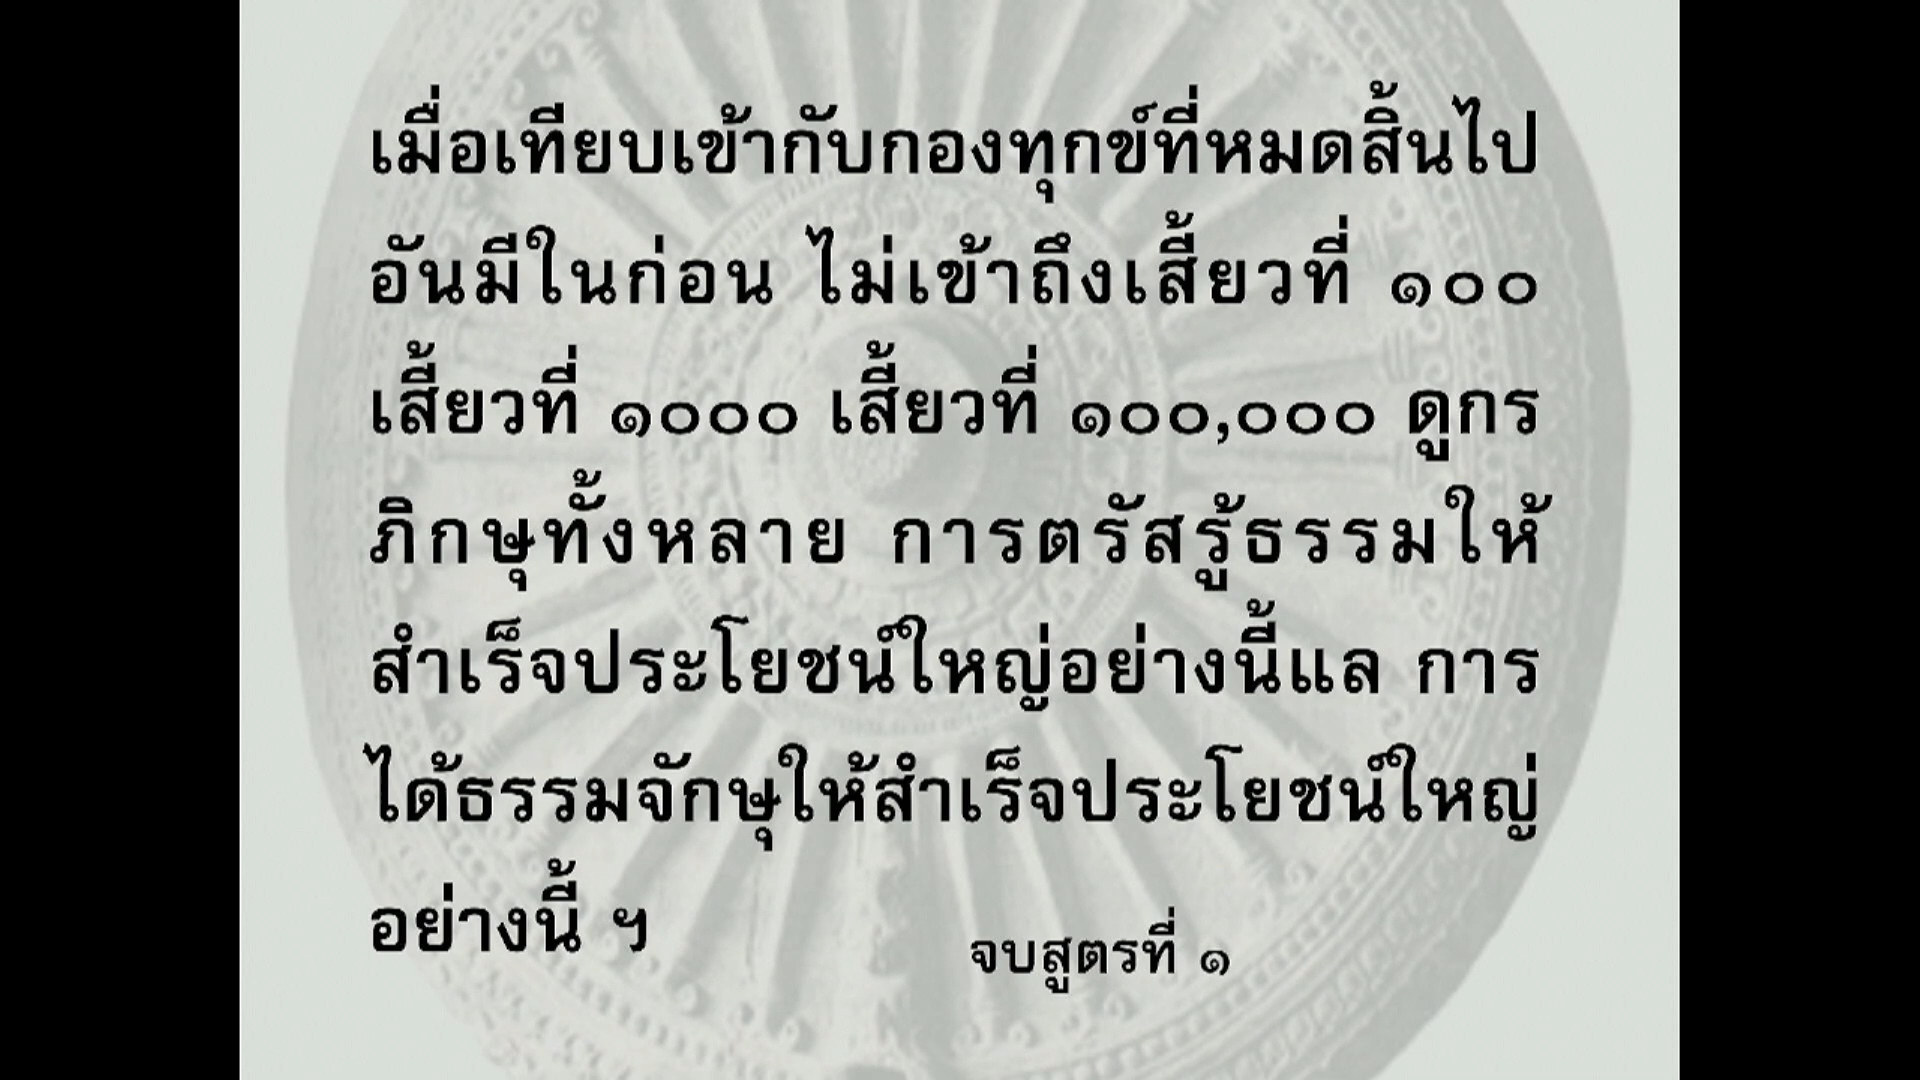 เมื่อเทียบเข้ากับกองทุกข์ที่หมดสิ้นไป
อันมีในก่อน ไม่เข้าถึงเสี้ยวที่ ๑๐๐
เสี้ยวที่ ๑๐๐๐ เสี้ยวที่ ๑๐๐,๐๐๐ ดูกร
ภิกษุทั้งหลาย การตรัสรู้ธรรมให้
สำเร็จประโยชน์ใหญ่อย่างนี้แล การ
ได้ธรรมจักษุให้สำเร็จประโยชน์ใหญ่
อย่างนี้ ฯ
จบสูตรที่ ๑